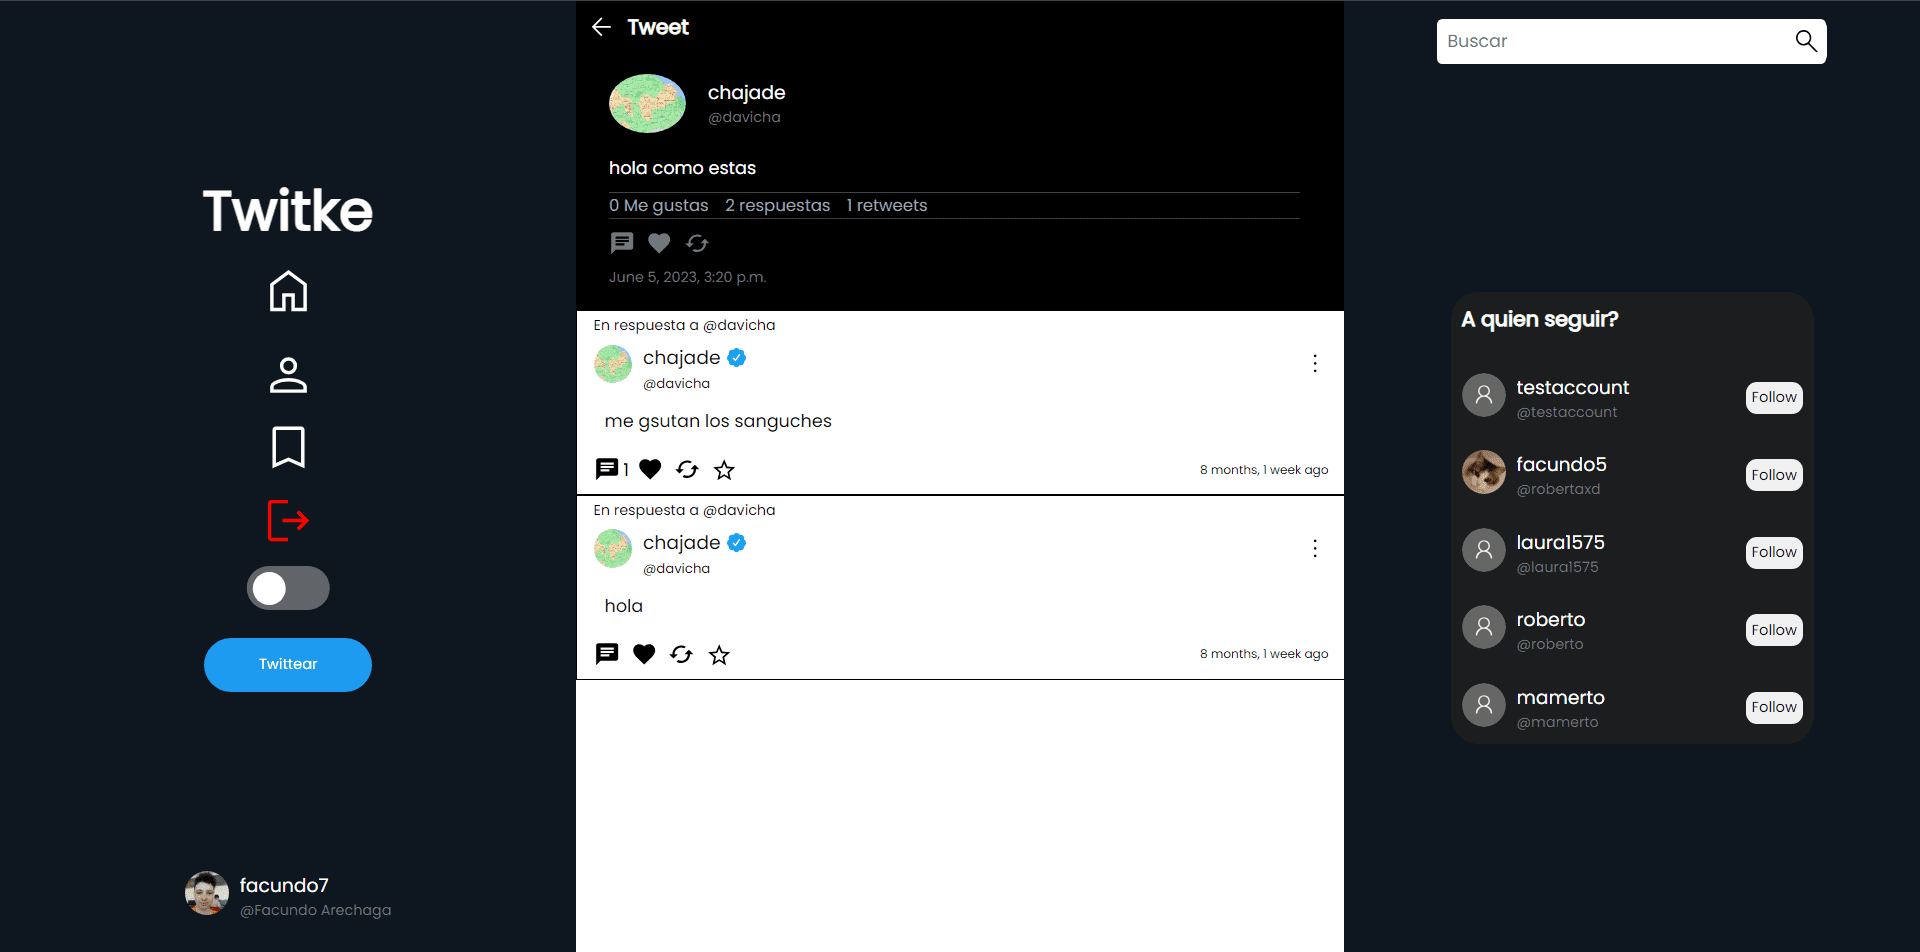 Twitke
Twittear
facundo7
@Facundo Arechaga
Tweet
chajade
@davicha
hola como estas
0 Me gustas 2 respuestas 1 retweets
June 5, 2023, 3:20 p.m.
En respuesta a @davicha
chajade
@davicha
me gsutan los sanguches
1
8 months, 1 week ago
En respuesta a @davicha
chajade
@davicha
hola
8 months, 1 week ago
Buscar
A quien seguir?
testaccount
@testaccount
Follow
facundo5
@robertaxd
Follow
laura1575
@laura1575
Follow
roberto
@roberto
Follow
mamerto
@mamerto
Follow